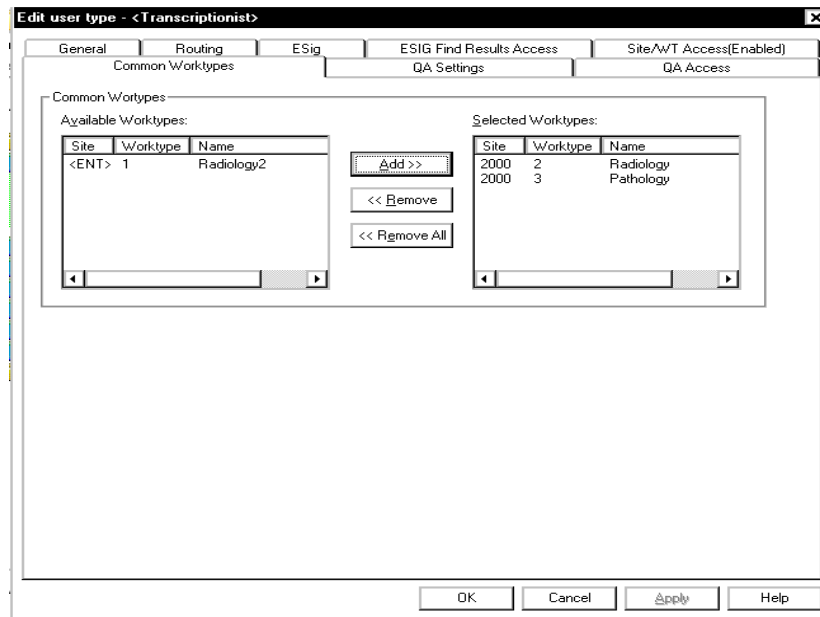 Edit user type - <Transcriptionist>
General Routing ESig ESIG Find Results Access Site/WT Access(Enabled)
Common Worktypes QA Settings QA Access
Common Wortypes
Available Worktypes:
Site Worktype Name
<ENT> 1 Radiology2
Add >>
<< Remove
<< Remove All
Selected Worktypes:
Site Worktype Name
2000 2 Radiology
2000 3 Pathology
OK Cancel Apply Help